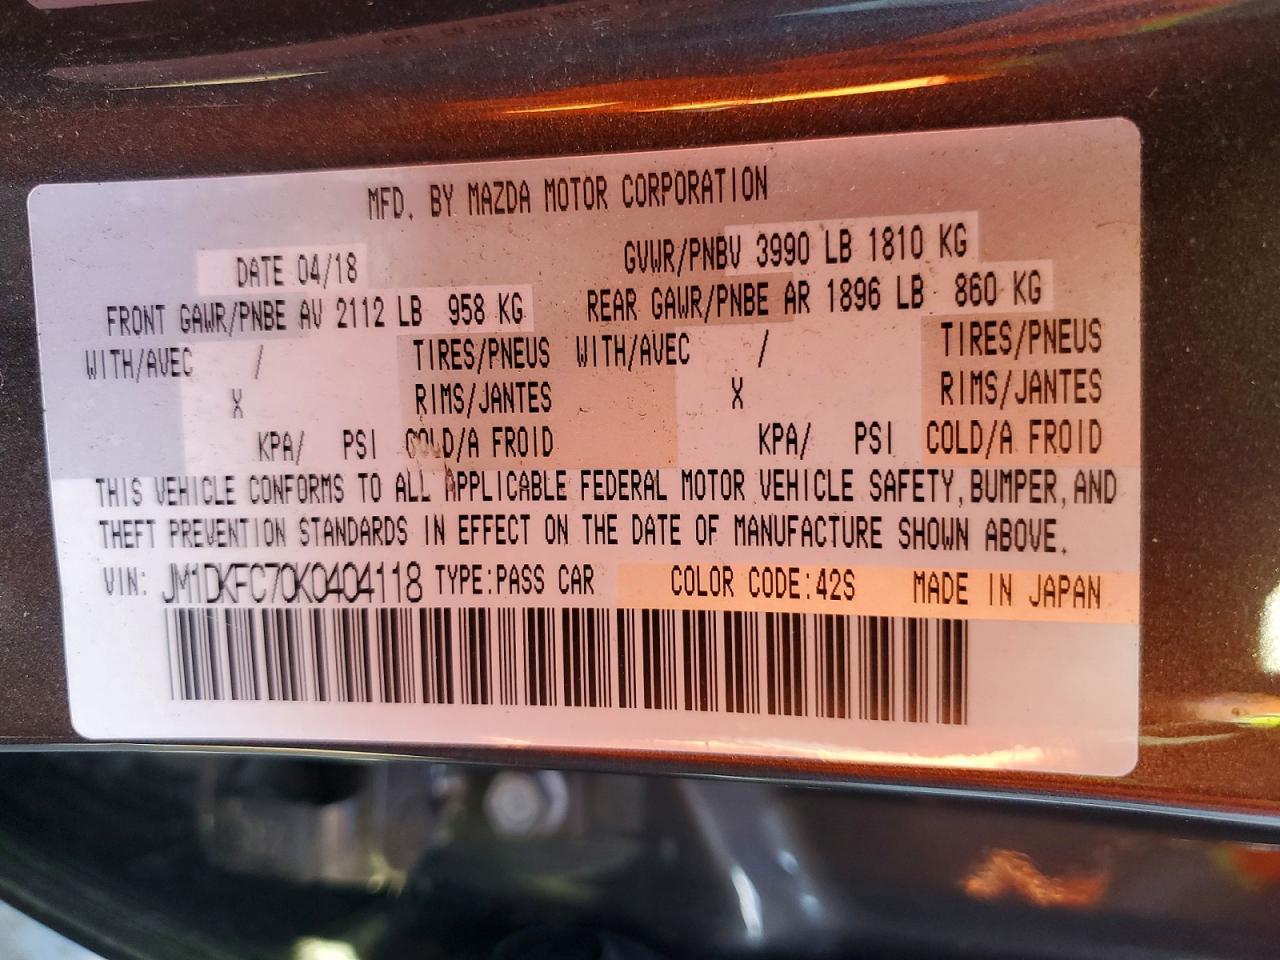 MFD. BY MAZDA MOTOR CORPORATION
DATE 04/18 GVWR/PNBV 3990 LB 1810 KG
FRONT GAWR/PNBE AV 2112 LB 958 KG REAR GAWR/PNBE AR 1896 LB 860 KG
WITH/AVEC / TIRES/PNEUS WITH/AVEC / TIRES/PNEUS
X RIMS/JANTES X RIMS/JANTES
KPA/ PSI COLD/A FROID KPA/ PSI COLD/A FROID
THIS VEHICLE CONFORMS TO ALL APPLICABLE FEDERAL MOTOR VEHICLE SAFETY, BUMPER, AND
THEFT PREVENTION STANDARDS IN EFFECT ON THE DATE OF MANUFACTURE SHOWN ABOVE.
VIN: JM1DKFC70K0404118 TYPE:PASS CAR COLOR CODE:42S MADE IN JAPAN